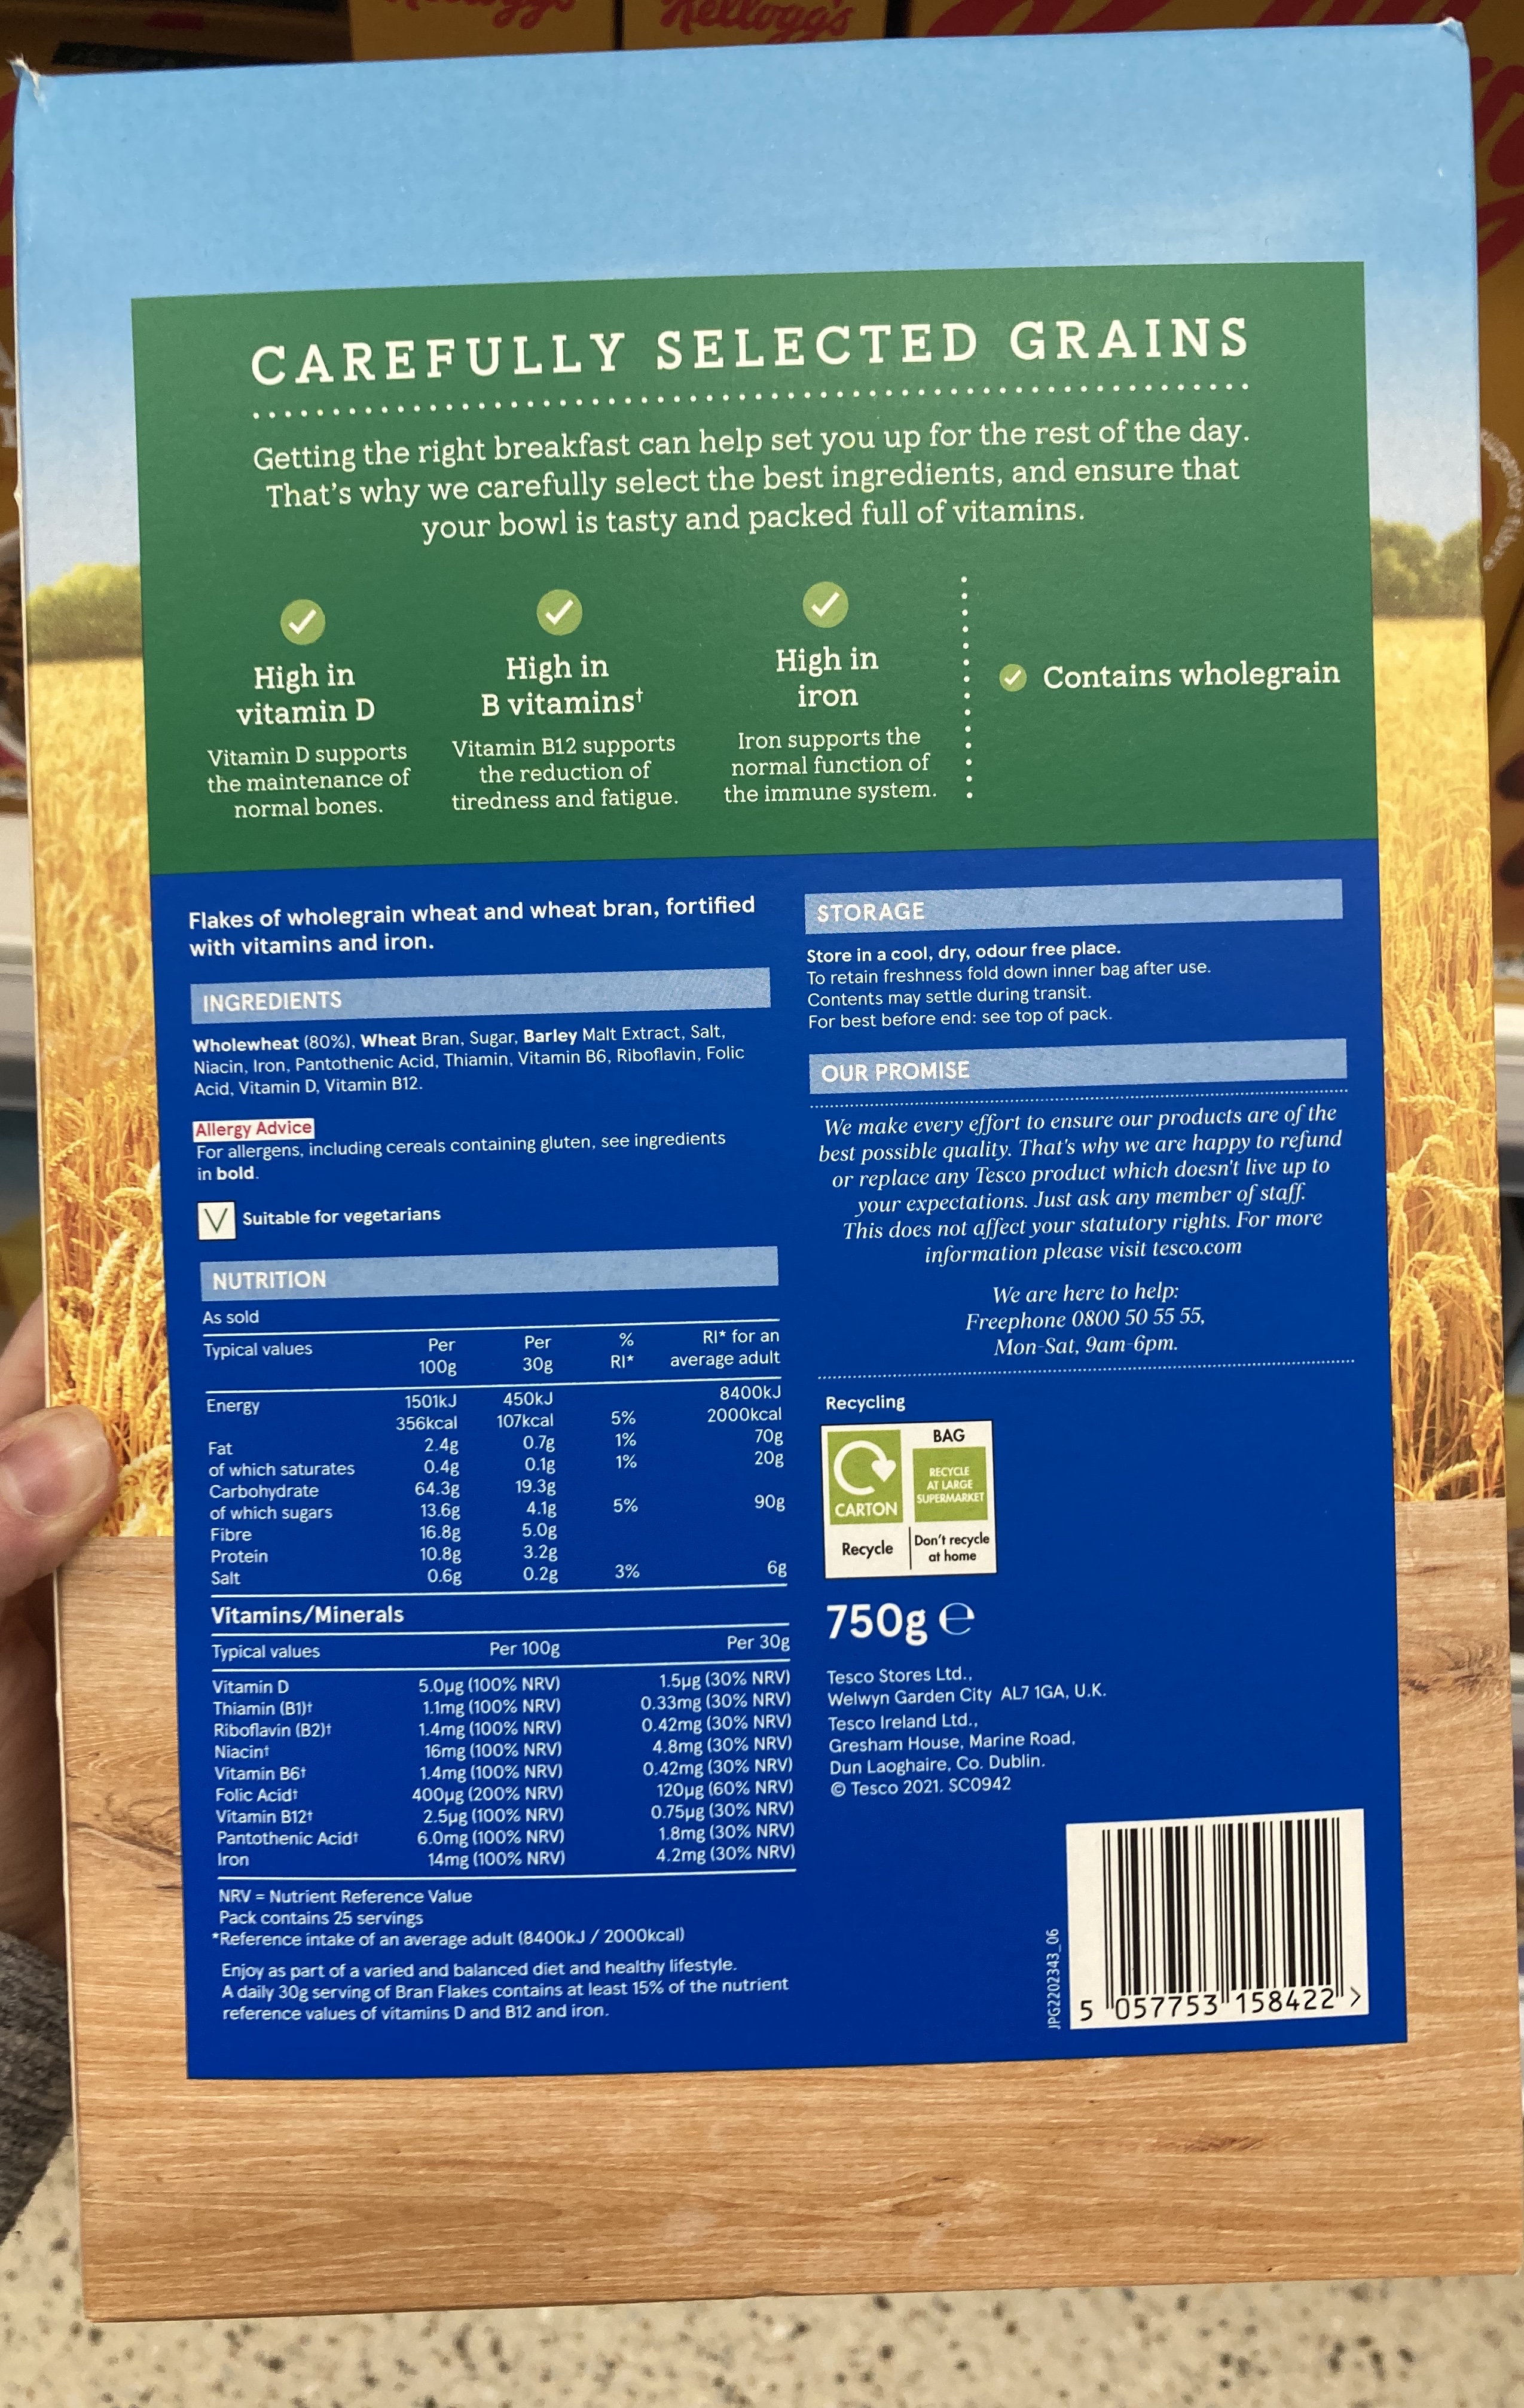 Kellogg's
CAREFULLY SELECTED GRAINS
Getting the right breakfast can help set you up for the rest of the day.
That's why we carefully select the best ingredients, and ensure that
your bowl is tasty and packed full of vitamins.
High in
vitamin D
Vitamin D supports
the maintenance of
normal bones.
High in
B vitamins†
Vitamin B12 supports
the reduction of
tiredness and fatigue.
High in
iron
Iron supports the
normal function of
the immune system.
Contains wholegrain
Flakes of wholegrain wheat and wheat bran, fortified
with vitamins and iron.
INGREDIENTS
Wholewheat (80%), Wheat Bran, Sugar, Barley Malt Extract, Salt,
Niacin, Iron, Pantothenic Acid, Thiamin, Vitamin B6, Riboflavin, Folic
Acid, Vitamin D, Vitamin B12.
Allergy Advice
For allergens, including cereals containing gluten, see ingredients
in bold.
V Suitable for vegetarians
NUTRITION
As sold
Typical values Per 100g Per 30g % RI* RI* for an average adult
Energy 1501kJ 450kJ 8400kJ
356kcal 107kcal 5% 2000kcal
Fat 2.4g 0.7g 1% 70g
of which saturates 0.4g 0.1g 1% 20g
Carbohydrate 64.3g 19.3g
of which sugars 13.6g 4.1g 5% 90g
Fibre 16.8g 5.0g
Protein 10.8g 3.2g
Salt 0.6g 0.2g 3% 6g
Vitamins/Minerals
Typical values Per 100g Per 30g
Vitamin D 5.0µg (100% NRV) 1.5µg (30% NRV)
Thiamin (B1)† 1.1mg (100% NRV) 0.33mg (30% NRV)
Riboflavin (B2)† 1.4mg (100% NRV) 0.42mg (30% NRV)
Niacin† 16mg (100% NRV) 4.8mg (30% NRV)
Vitamin B6† 1.4mg (100% NRV) 0.42mg (30% NRV)
Folic Acid† 400µg (200% NRV) 120µg (60% NRV)
Vitamin B12† 2.5µg (100% NRV) 0.75µg (30% NRV)
Pantothenic Acid† 6.0mg (100% NRV) 1.8mg (30% NRV)
Iron 14mg (100% NRV) 4.2mg (30% NRV)
NRV = Nutrient Reference Value
Pack contains 25 servings
*Reference intake of an average adult (8400kJ / 2000kcal)
Enjoy as part of a varied and balanced diet and healthy lifestyle.
A daily 30g serving of Bran Flakes contains at least 15% of the nutrient
reference values of vitamins D and B12 and iron.
STORAGE
Store in a cool, dry, odour free place.
To retain freshness fold down inner bag after use.
Contents may settle during transit.
For best before end: see top of pack.
OUR PROMISE
We make every effort to ensure our products are of the
best possible quality. That's why we are happy to refund
or replace any Tesco product which doesn't live up to
your expectations. Just ask any member of staff.
This does not affect your statutory rights. For more
information please visit tesco.com
We are here to help:
Freephone 0800 50 55 55,
Mon-Sat, 9am-6pm.
Recycling
CARTON
Recycle
BAG
RECYCLE
AT LARGE
SUPERMARKET
Don't recycle
at home
750g ℮
Tesco Stores Ltd.,
Welwyn Garden City AL7 1GA, U.K.
Tesco Ireland Ltd.,
Gresham House, Marine Road,
Dun Laoghaire, Co. Dublin.
© Tesco 2021. SC0942
JPG2202343_06
5 057753 158422 >